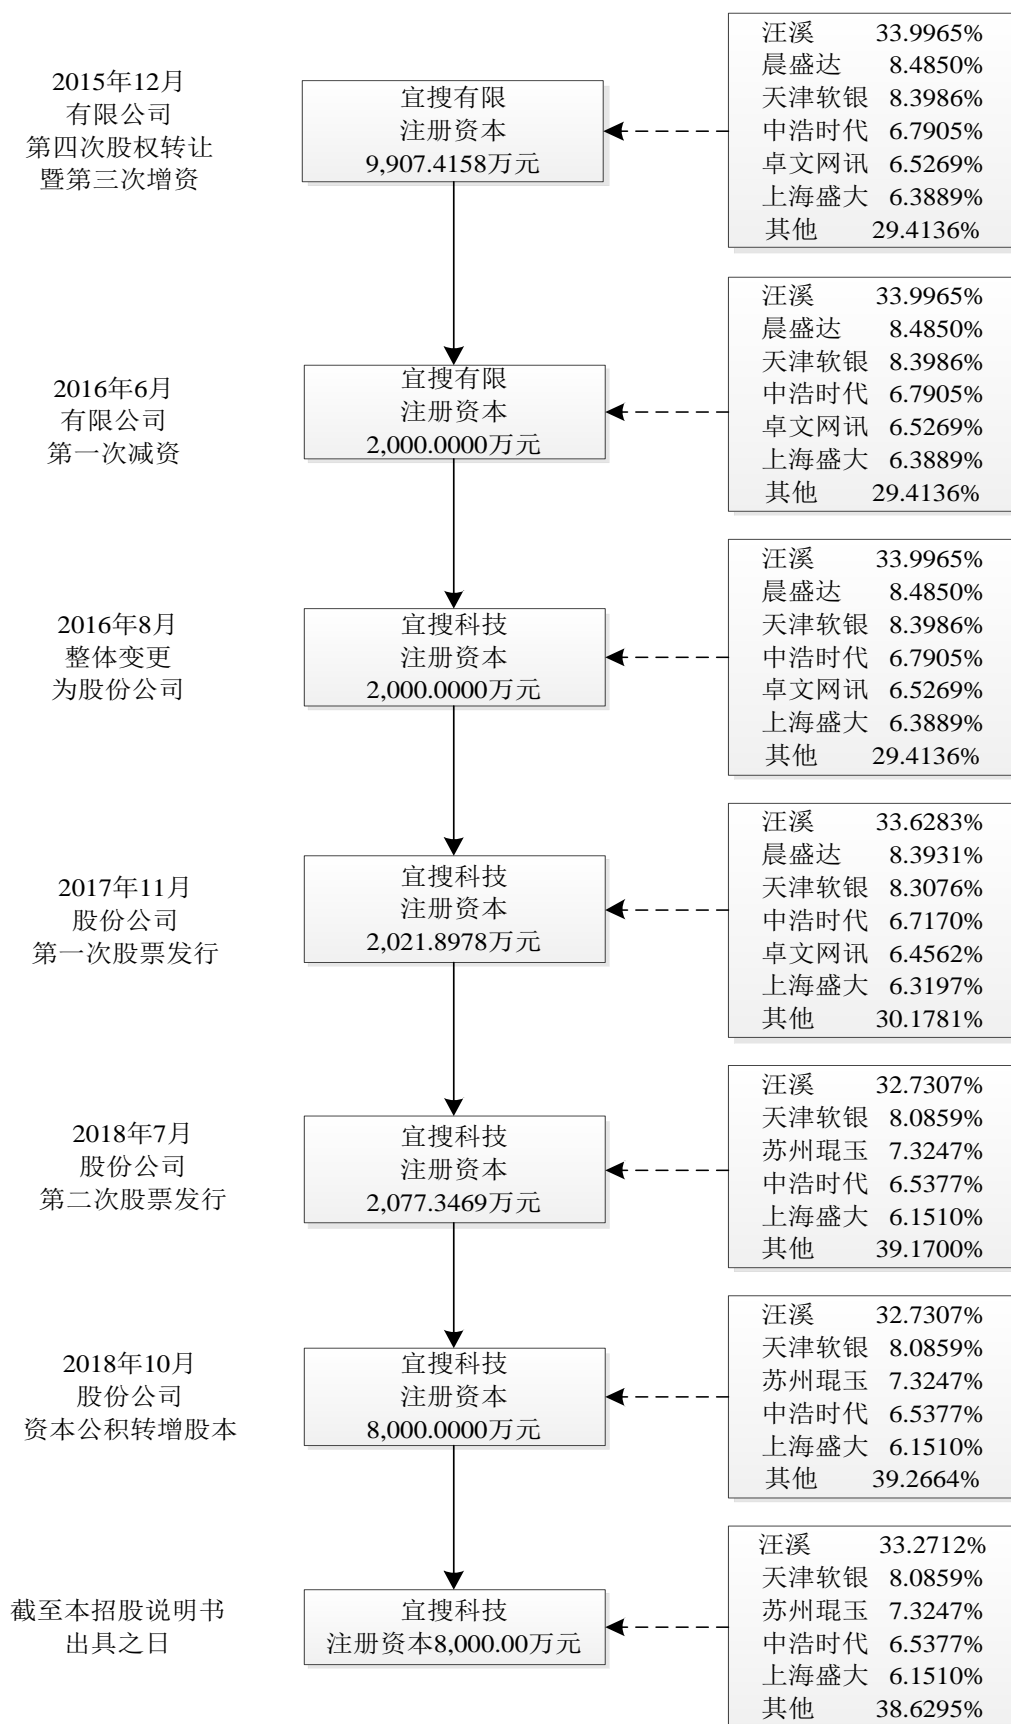 2015年12月
有限公司
第四次股权转让
暨第三次增资
宜搜有限
注册资本
9,907.4158万元
汪溪 33.9965%
晨盛达 8.4850%
天津软银 8.3986%
中浩时代 6.7905%
卓文网讯 6.5269%
上海盛大 6.3889%
其他 29.4136%
2016年6月
有限公司
第一次减资
宜搜有限
注册资本
2,000.0000万元
汪溪 33.9965%
晨盛达 8.4850%
天津软银 8.3986%
中浩时代 6.7905%
卓文网讯 6.5269%
上海盛大 6.3889%
其他 29.4136%
2016年8月
整体变更
为股份公司
宜搜科技
注册资本
2,000.0000万元
汪溪 33.9965%
晨盛达 8.4850%
天津软银 8.3986%
中浩时代 6.7905%
卓文网讯 6.5269%
上海盛大 6.3889%
其他 29.4136%
2017年11月
股份公司
第一次股票发行
宜搜科技
注册资本
2,021.8978万元
汪溪 33.6283%
晨盛达 8.3931%
天津软银 8.3076%
中浩时代 6.7170%
卓文网讯 6.4562%
上海盛大 6.3197%
其他 30.1781%
2018年7月
股份公司
第二次股票发行
宜搜科技
注册资本
2,077.3469万元
汪溪 32.7307%
天津软银 8.0859%
苏州琨玉 7.3247%
中浩时代 6.5377%
上海盛大 6.1510%
其他 39.1700%
2018年10月
股份公司
资本公积转增股本
宜搜科技
注册资本
8,000.0000万元
汪溪 32.7307%
天津软银 8.0859%
苏州琨玉 7.3247%
中浩时代 6.5377%
上海盛大 6.1510%
其他 39.2664%
截至本招股说明书
出具之日
宜搜科技
注册资本8,000.00万元
汪溪 33.2712%
天津软银 8.0859%
苏州琨玉 7.3247%
中浩时代 6.5377%
上海盛大 6.1510%
其他 38.6295%